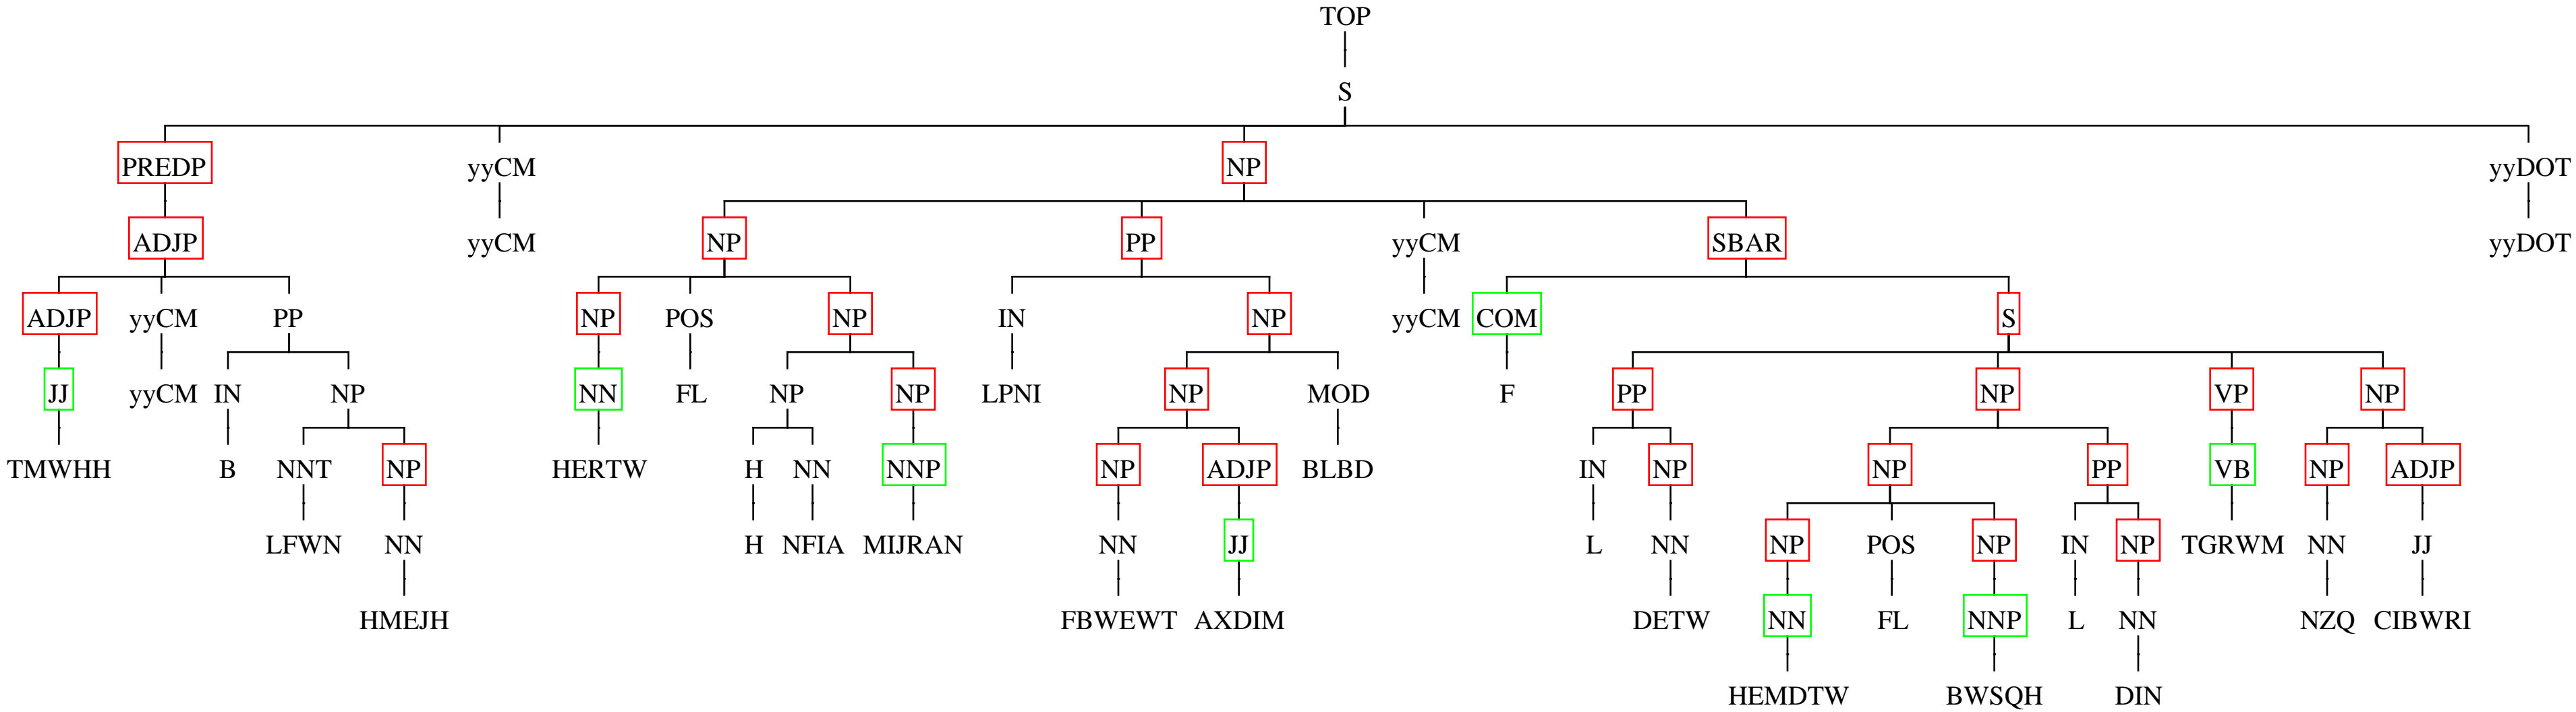 TOP
S
PREDP yyCM NP yyDOT
ADJP yyCM NP PP yyCM SBAR yyDOT
ADJP yyCM PP NP POS NP IN NP yyCM COM S
JJ yyCM IN NP NN FL NP NP LPNI NP MOD F PP NP VP NP
TMWHH B NNT NP HERTW H NN NNP NP ADJP BLBD IN NP NP PP VB NP ADJP
LFWN NN H NFIA MIJRAN NN JJ L NN NP POS NP IN NP TGRWM NN JJ
HMEJH FBWEWT AXDIM DETW NN FL NNP L NN NZQ CIBWRI
HEMDTW BWSQH DIN